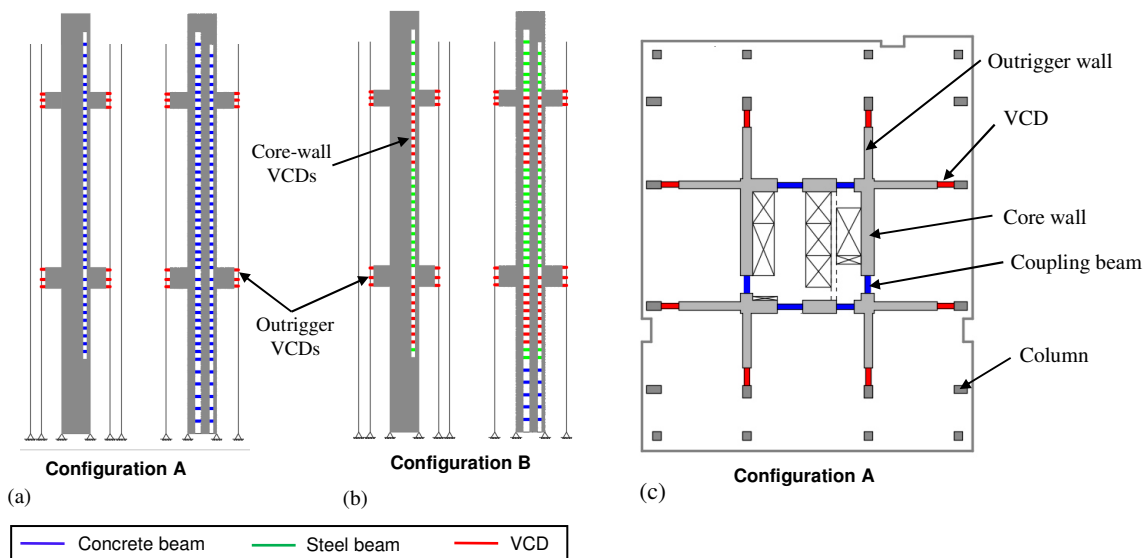 Core-wall
VCDs
Outrigger
VCDs
Configuration A
(a)
Configuration B
(b)
Outrigger wall
VCD
Core wall
Coupling beam
Column
Configuration A
(c)
Concrete beam
Steel beam
VCD